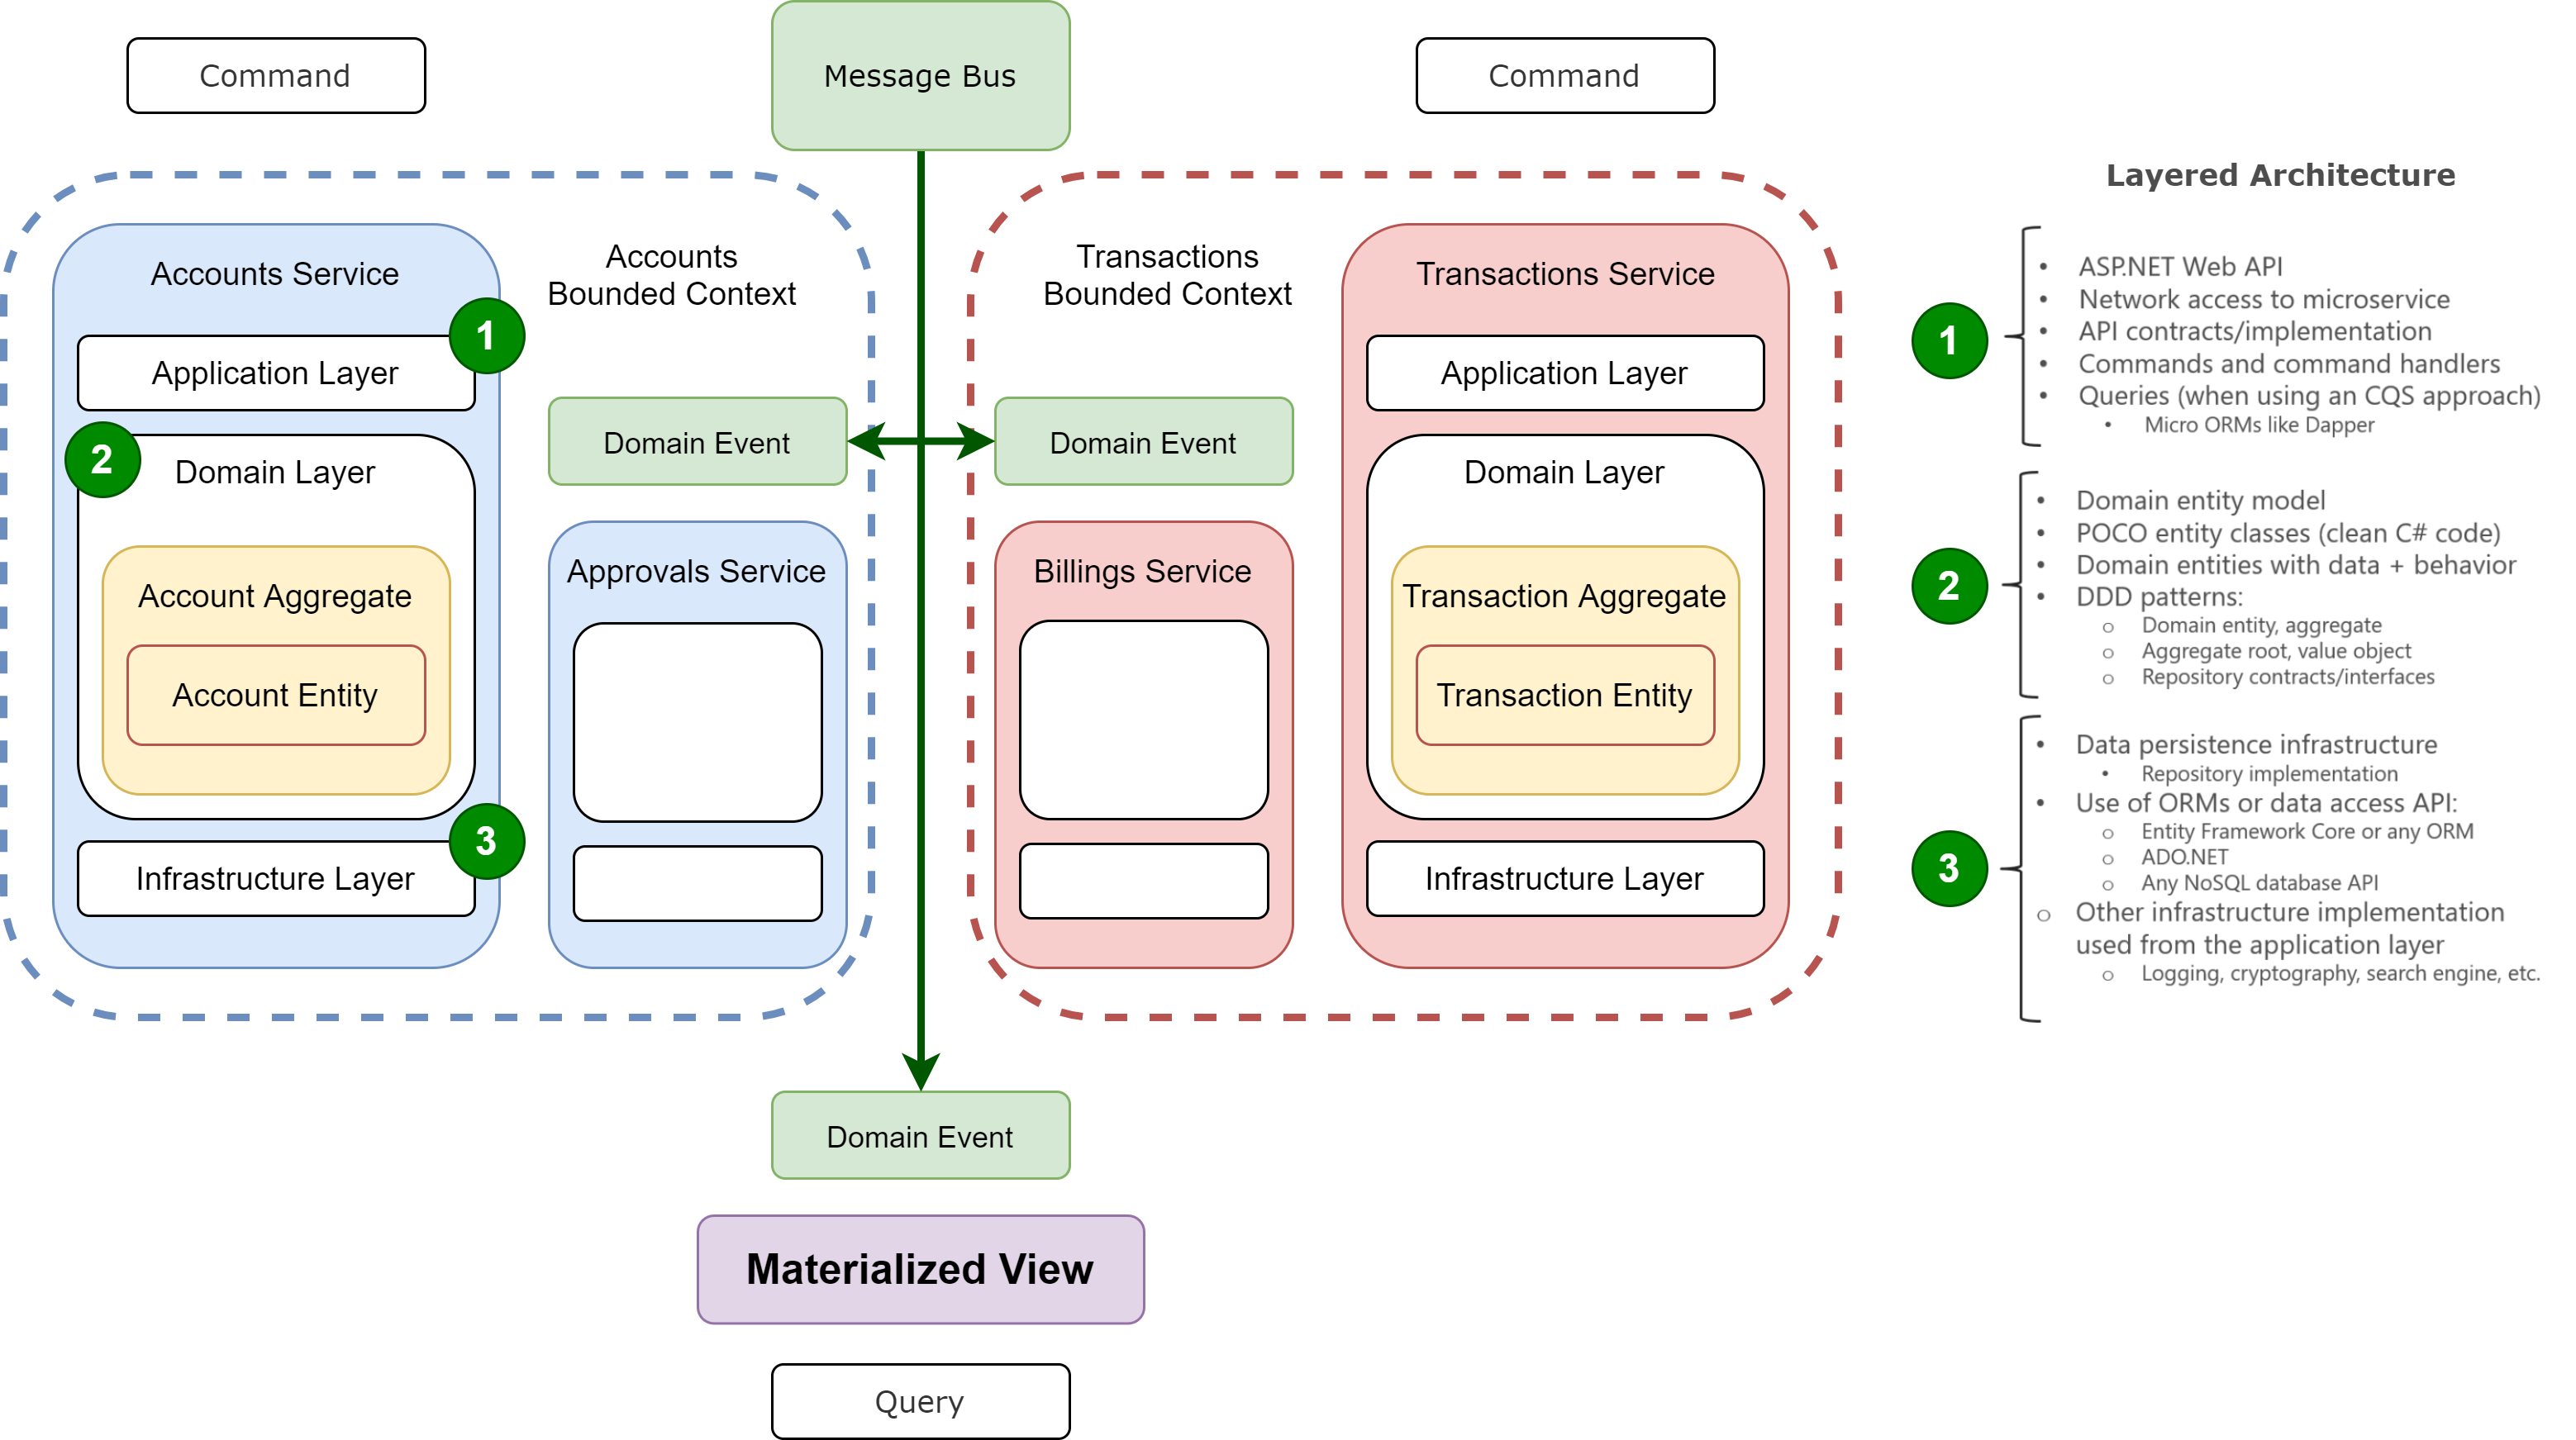 Command
Message Bus
Command
Layered Architecture
Accounts Service
Accounts
Bounded Context
Transactions
Bounded Context
Transactions Service
1
Application Layer
Application Layer
Domain Event
Domain Event
2
Domain Layer
Domain Layer
Approvals Service
Billings Service
Account Aggregate
Transaction Aggregate
Account Entity
Transaction Entity
3
Infrastructure Layer
Infrastructure Layer
Domain Event
Materialized View
Query
1
• ASP.NET Web API
• Network access to microservice
• API contracts/implementation
• Commands and command handlers
• Queries (when using an CQS approach)
• Micro ORMs like Dapper
2
• Domain entity model
• POCO entity classes (clean C# code)
• Domain entities with data + behavior
• DDD patterns:
o Domain entity, aggregate
o Aggregate root, value object
o Repository contracts/interfaces
3
• Data persistence infrastructure
• Repository implementation
• Use of ORMs or data access API:
o Entity Framework Core or any ORM
o ADO.NET
o Any NoSQL database API
o Other infrastructure implementation
used from the application layer
o Logging, cryptography, search engine, etc.